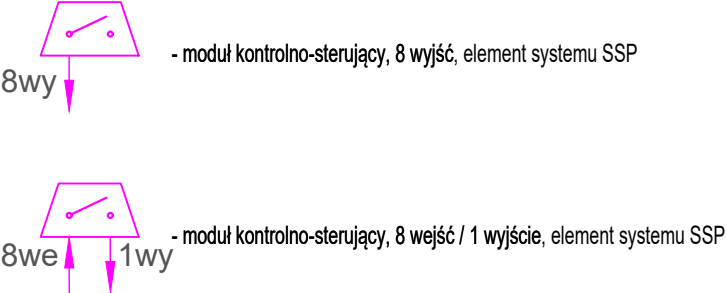 8wy
- moduł kontrolno-sterujący, 8 wyjść, element systemu SSP
8we 1wy
- moduł kontrolno-sterujący, 8 wejść / 1 wyjście, element systemu SSP